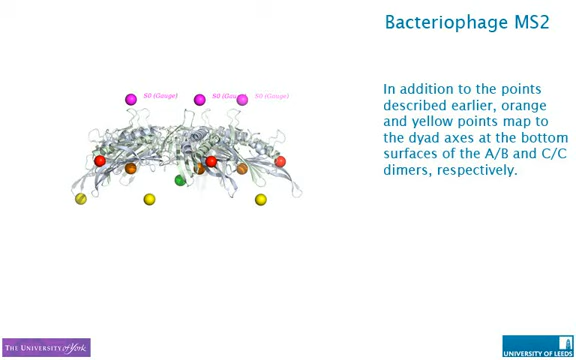 Bacteriophage MS2
S0 (Gauge) S0 (Gauge) S0 (Gauge)
In addition to the points
described earlier, orange
and yellow points map to
the dyad axes at the bottom
surfaces of the A/B and C/C
dimers, respectively.
THE UNIVERSITY of York
UNIVERSITY OF LEEDS